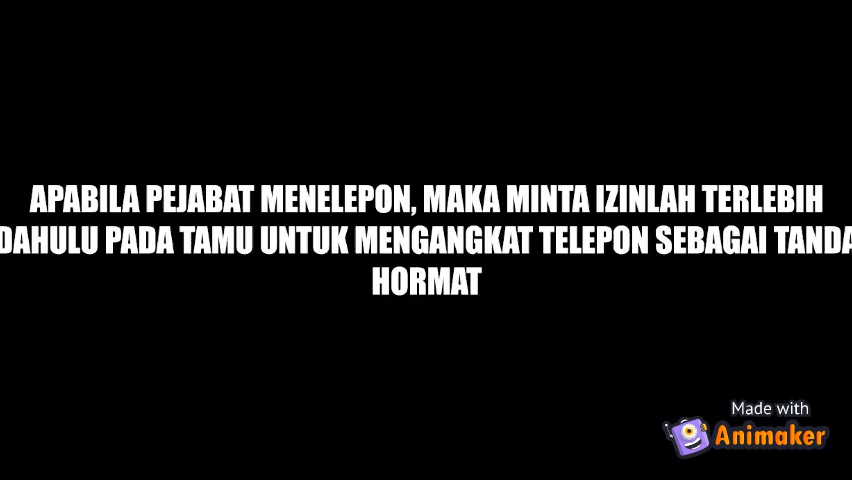 APABILA PEJABAT MENELEPON, MAKA MINTA IZINLAH TERLEBIH
DAHULU PADA TAMU UNTUK MENGANGKAT TELEPON SEBAGAI TANDA
HORMAT
Made with
Animaker